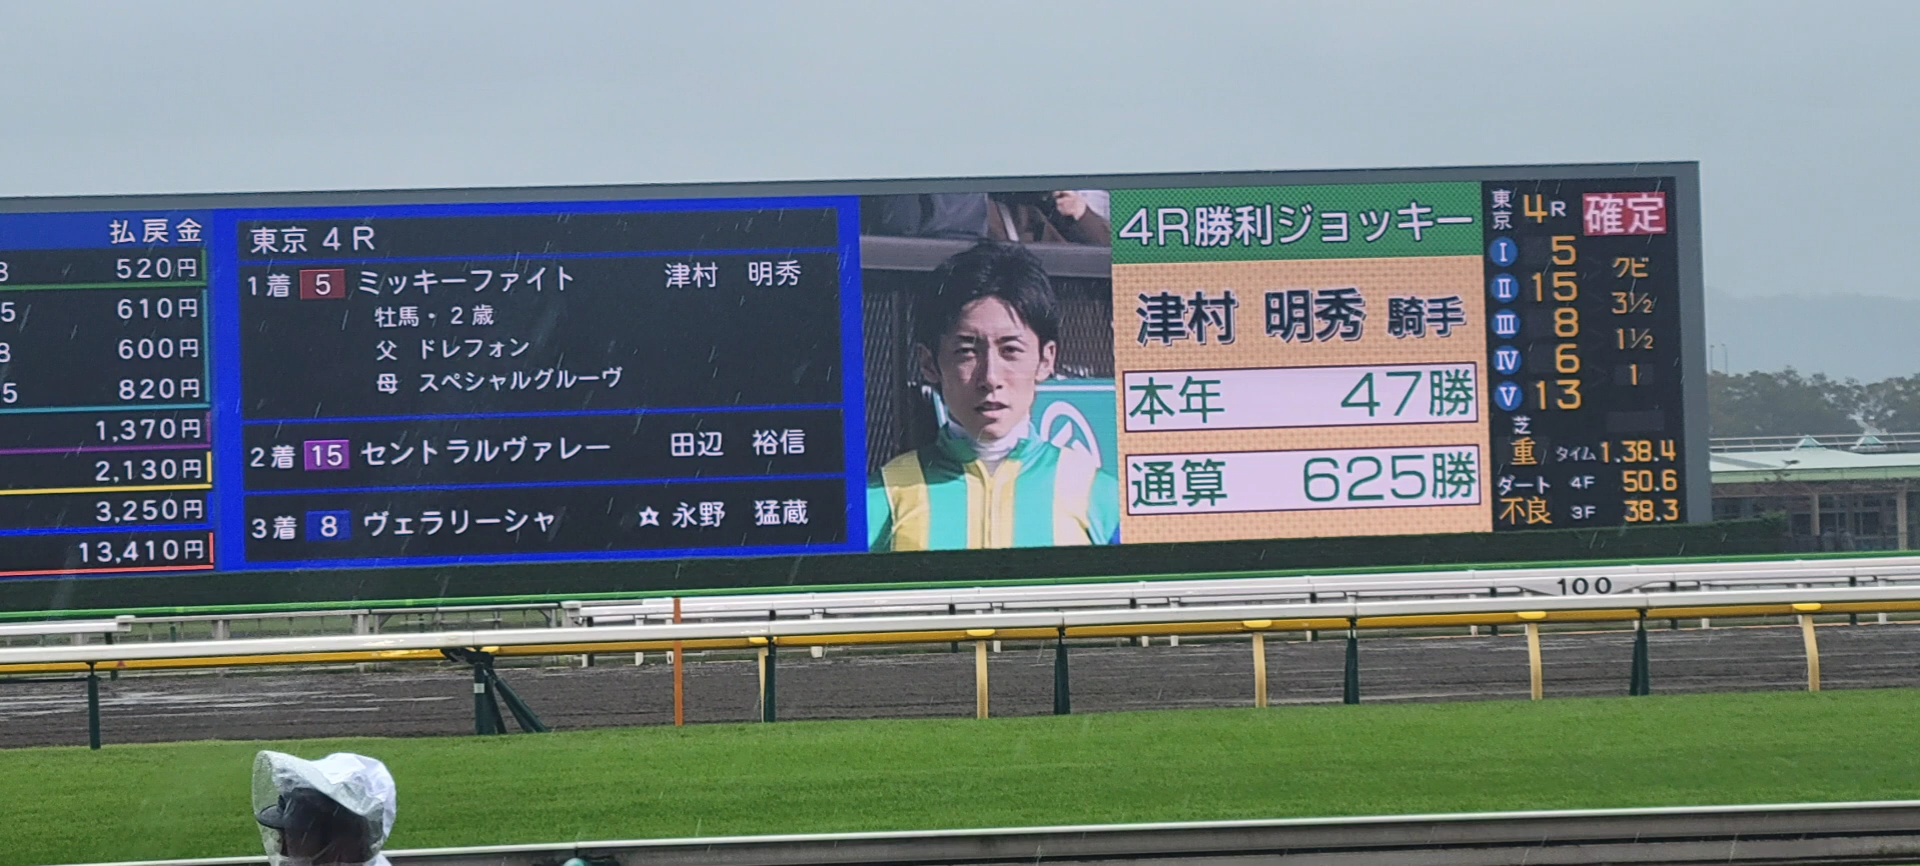 払戻金
8 520円
5 610円
8 600円
5 820円
1,370円
2,130円
3,250円
13,410円
東京 4R
1着 5 ミッキーファイト 津村 明秀
牡馬・2歳
父 ドレフォン
母 スペシャルグルーヴ
2着 15 セントラルヴァレー 田辺 裕信
3着 8 ヴェラリーシャ ☆ 永野 猛蔵
4R勝利ジョッキー
津村 明秀 騎手
本年 47勝
通算 625勝
東京 4R 確定
Ⅰ 5
クビ
Ⅱ 15
3½
Ⅲ 8
1½
Ⅳ 6
1
Ⅴ 13
芝
重 タイム 1.38.4
ダート 4F 50.6
不良 3F 38.3
100